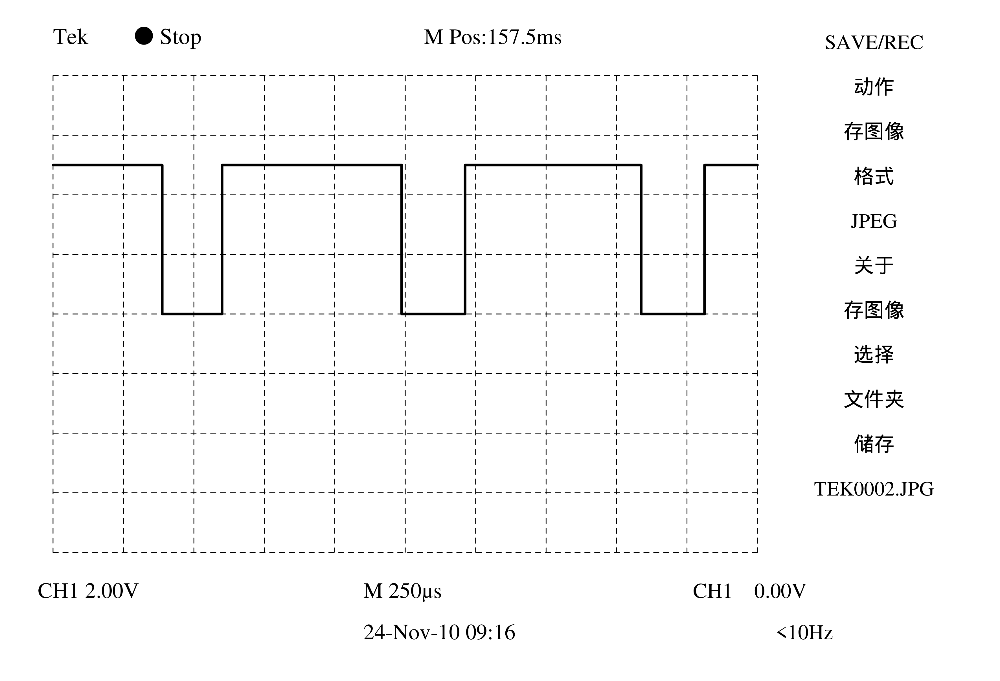 Tek ● Stop M Pos:157.5ms
SAVE/REC
动作
存图像
格式
JPEG
关于
存图像
选择
文件夹
储存
TEK0002.JPG
CH1 2.00V M 250μs CH1 0.00V
24-Nov-10 09:16 <10Hz